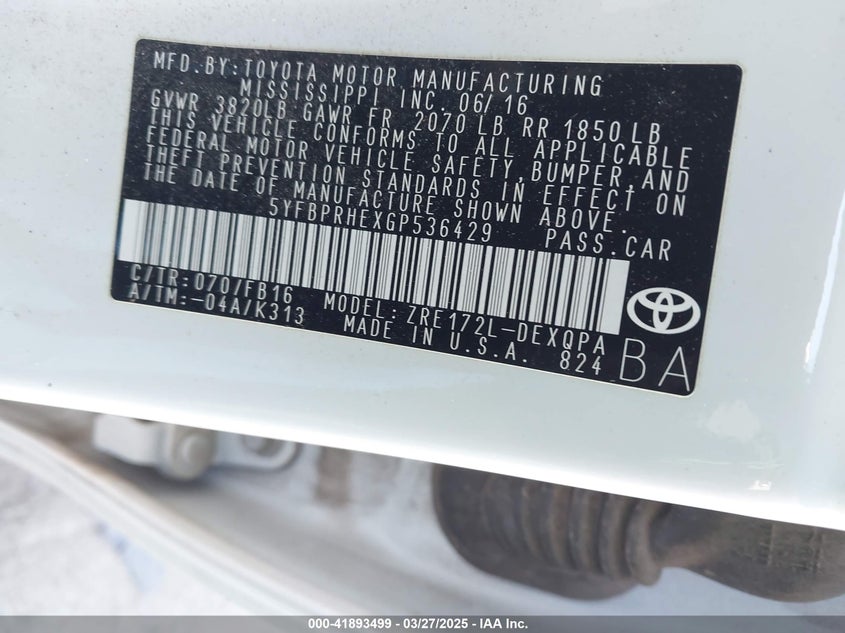 MFD.BY:TOYOTA MOTOR MANUFACTURING
MISSISSIPPI INC. 06/16
GVWR 3820LB GAWR FR 2070 LB RR 1850 LB
THIS VEHICLE CONFORMS TO ALL APPLICABLE
FEDERAL MOTOR VEHICLE SAFETY,BUMPER,AND
THEFT PREVENTION STANDARDS IN EFFECT ON
THE DATE OF MANUFACTURE SHOWN ABOVE.
5YFBPRHEXGP536429 PASS.CAR
C/TR:070/FB16 MODEL:ZRE172L-DEXQPA
A/TM:-04A/K313 MADE IN U.S.A. 824
BA
000-41893499 — 03/27/2025 — IAA Inc.